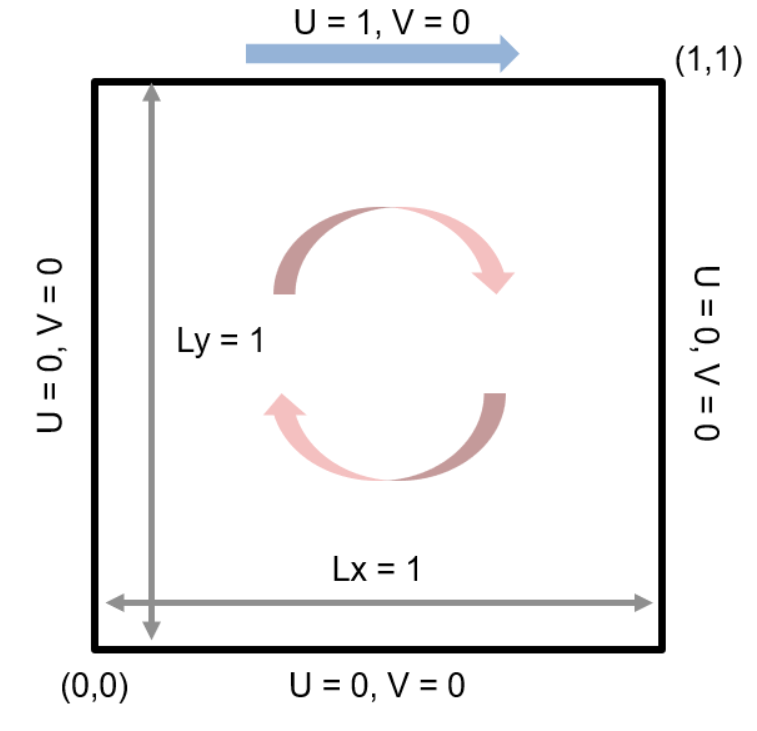 U = 1, V = 0
(1,1)
U = 0, V = 0
Ly = 1
U = 0, V = 0
Lx = 1
(0,0)
U = 0, V = 0